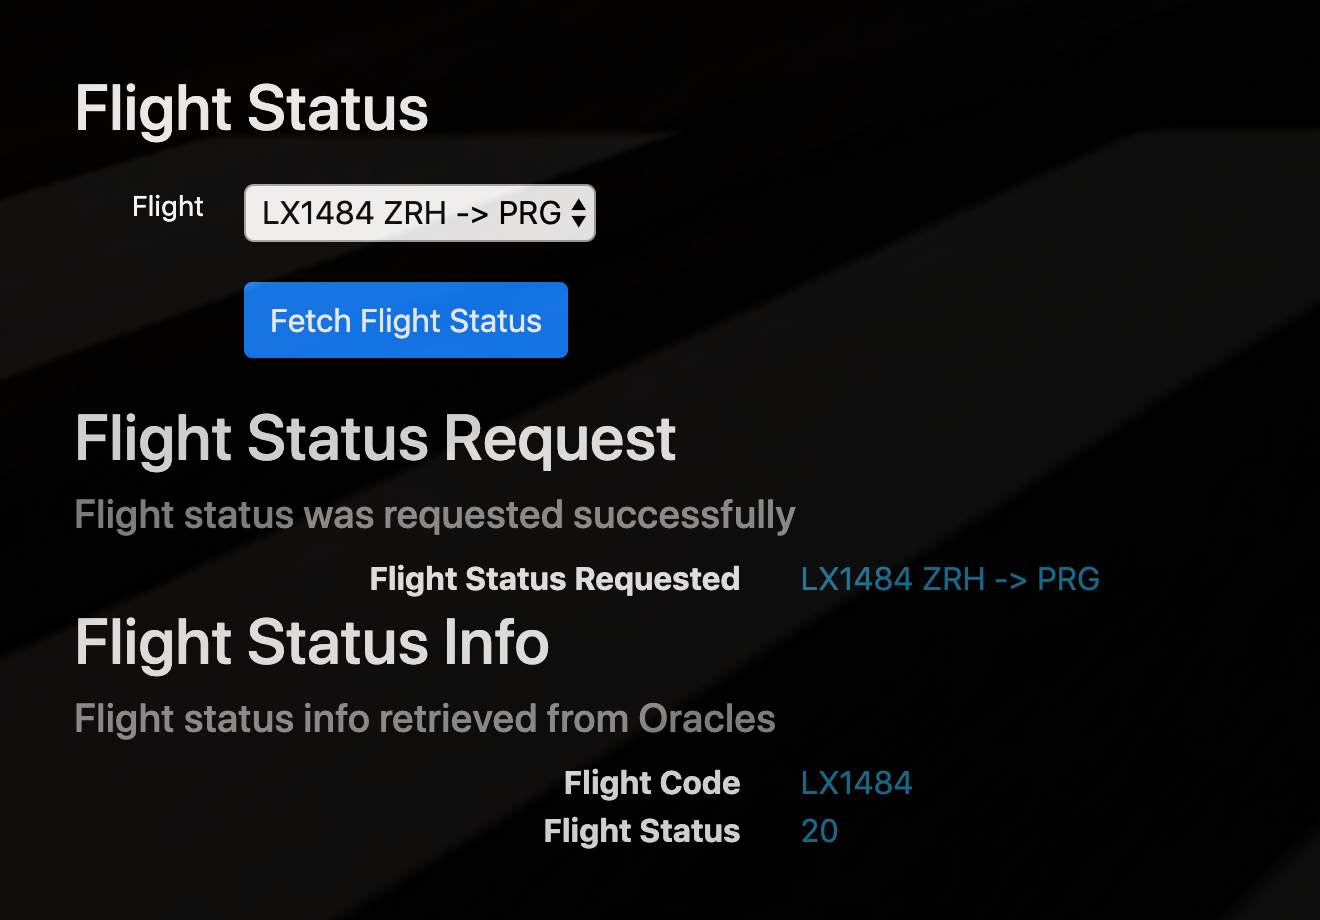 Flight Status
Flight LX1484 ZRH -> PRG
Fetch Flight Status
Flight Status Request
Flight status was requested successfully
Flight Status Requested LX1484 ZRH -> PRG
Flight Status Info
Flight status info retrieved from Oracles
Flight Code LX1484
Flight Status 20